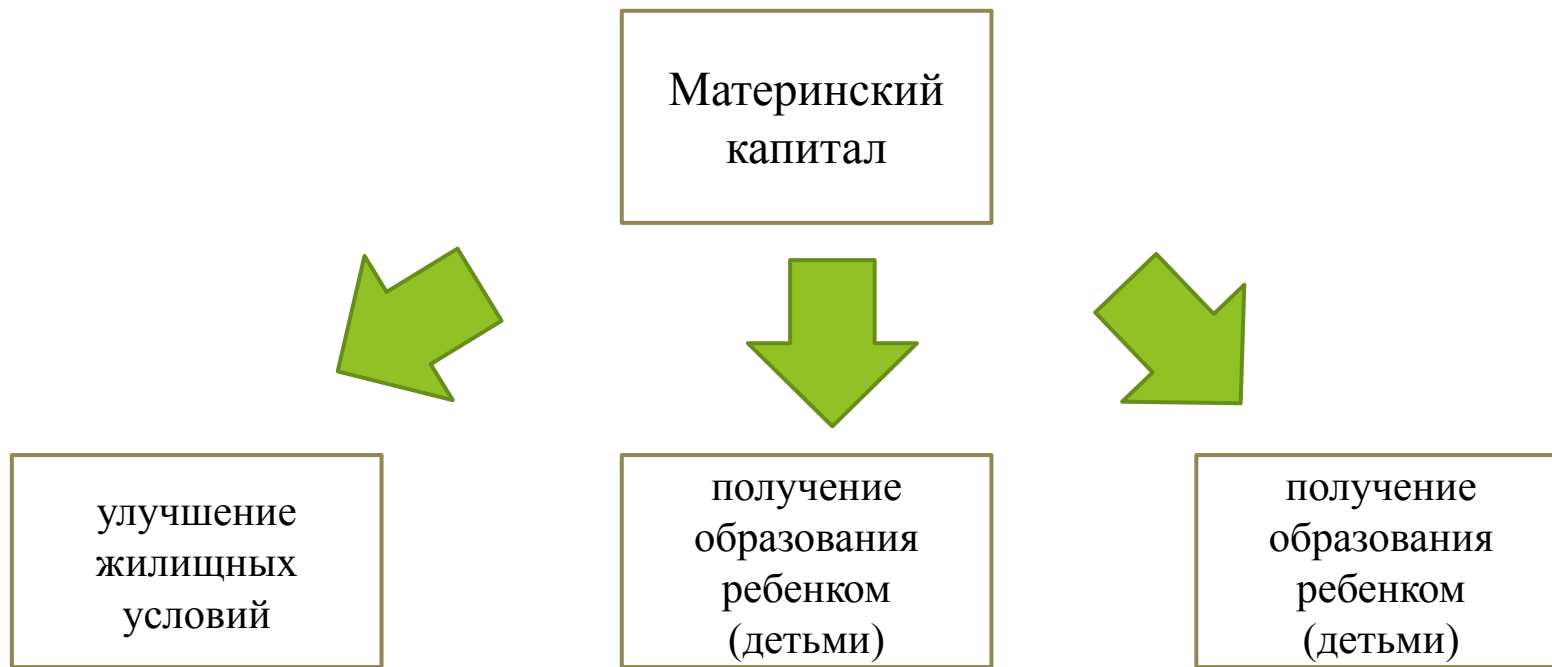 Материнский
капитал
улучшение
жилищных
условий
получение
образования
ребенком
(детьми)
получение
образования
ребенком
(детьми)